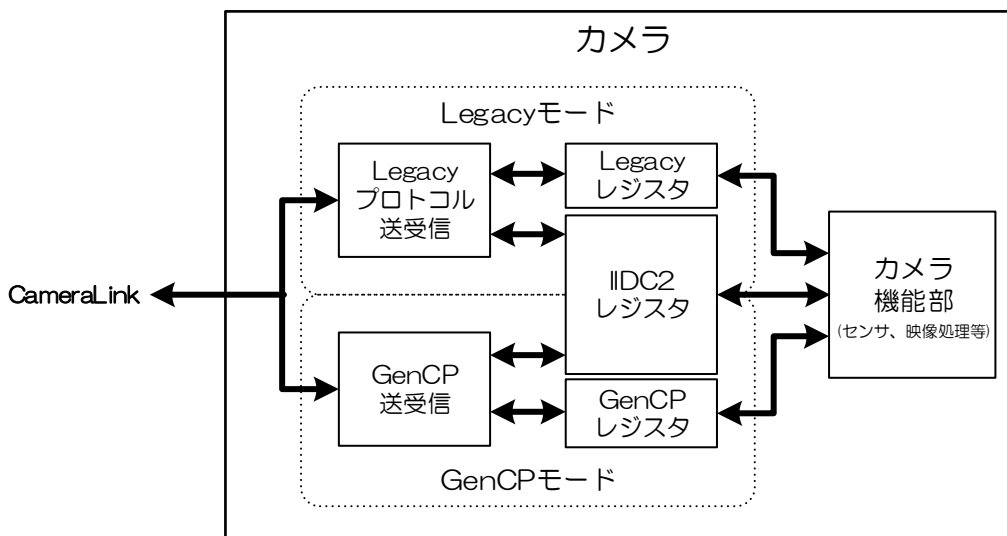 カメラ
Legacyモード
Legacy
プロトコル
送受信
Legacy
レジスタ
IIDC2
レジスタ
カメラ
機能部
(センサ、映像処理等)
CameraLink
GenCP
送受信
GenCP
レジスタ
GenCPモード